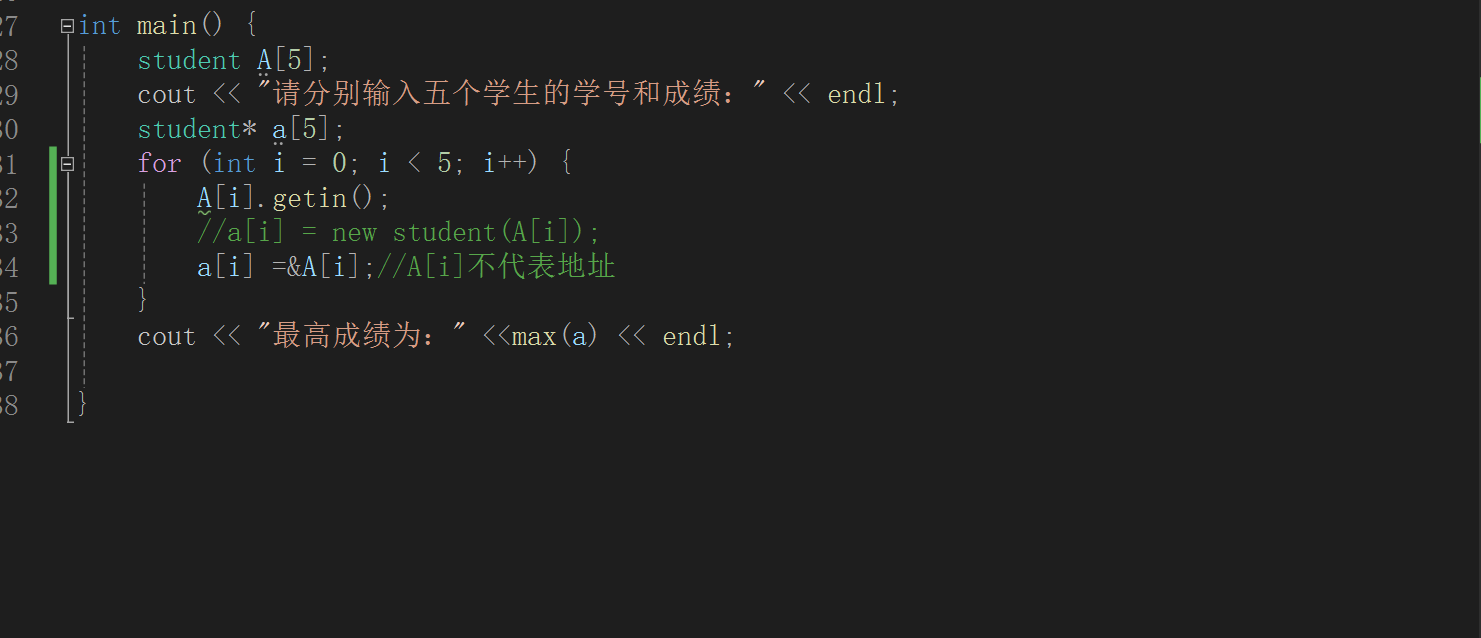 27 int main() {
28 student A[5];
29 cout << "请分别输入五个学生的学号和成绩：" << endl;
30 student* a[5];
31 for (int i = 0; i < 5; i++) {
32 A[i].getin();
33 //a[i] = new student(A[i]);
34 a[i] =&A[i];//A[i]不代表地址
35 }
36 cout << "最高成绩为：" <<max(a) << endl;
37
38 }